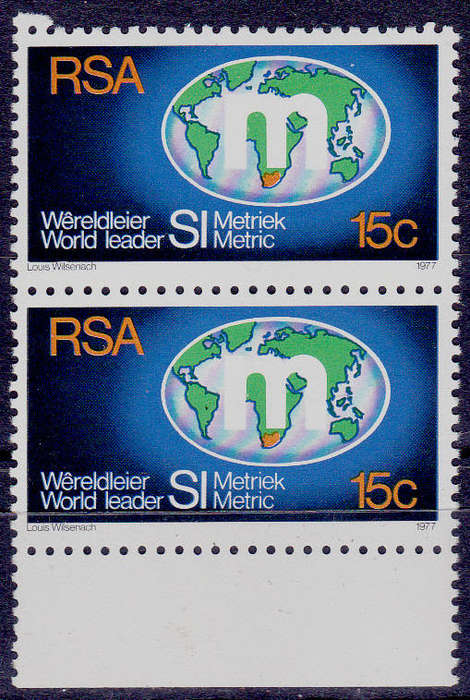 RSA
m
Wêreldleier SI Metriek
World leader Metric
15c
Louis Wilsenach 1977
RSA
m
Wêreldleier SI Metriek
World leader Metric
15c
Louis Wilsenach 1977